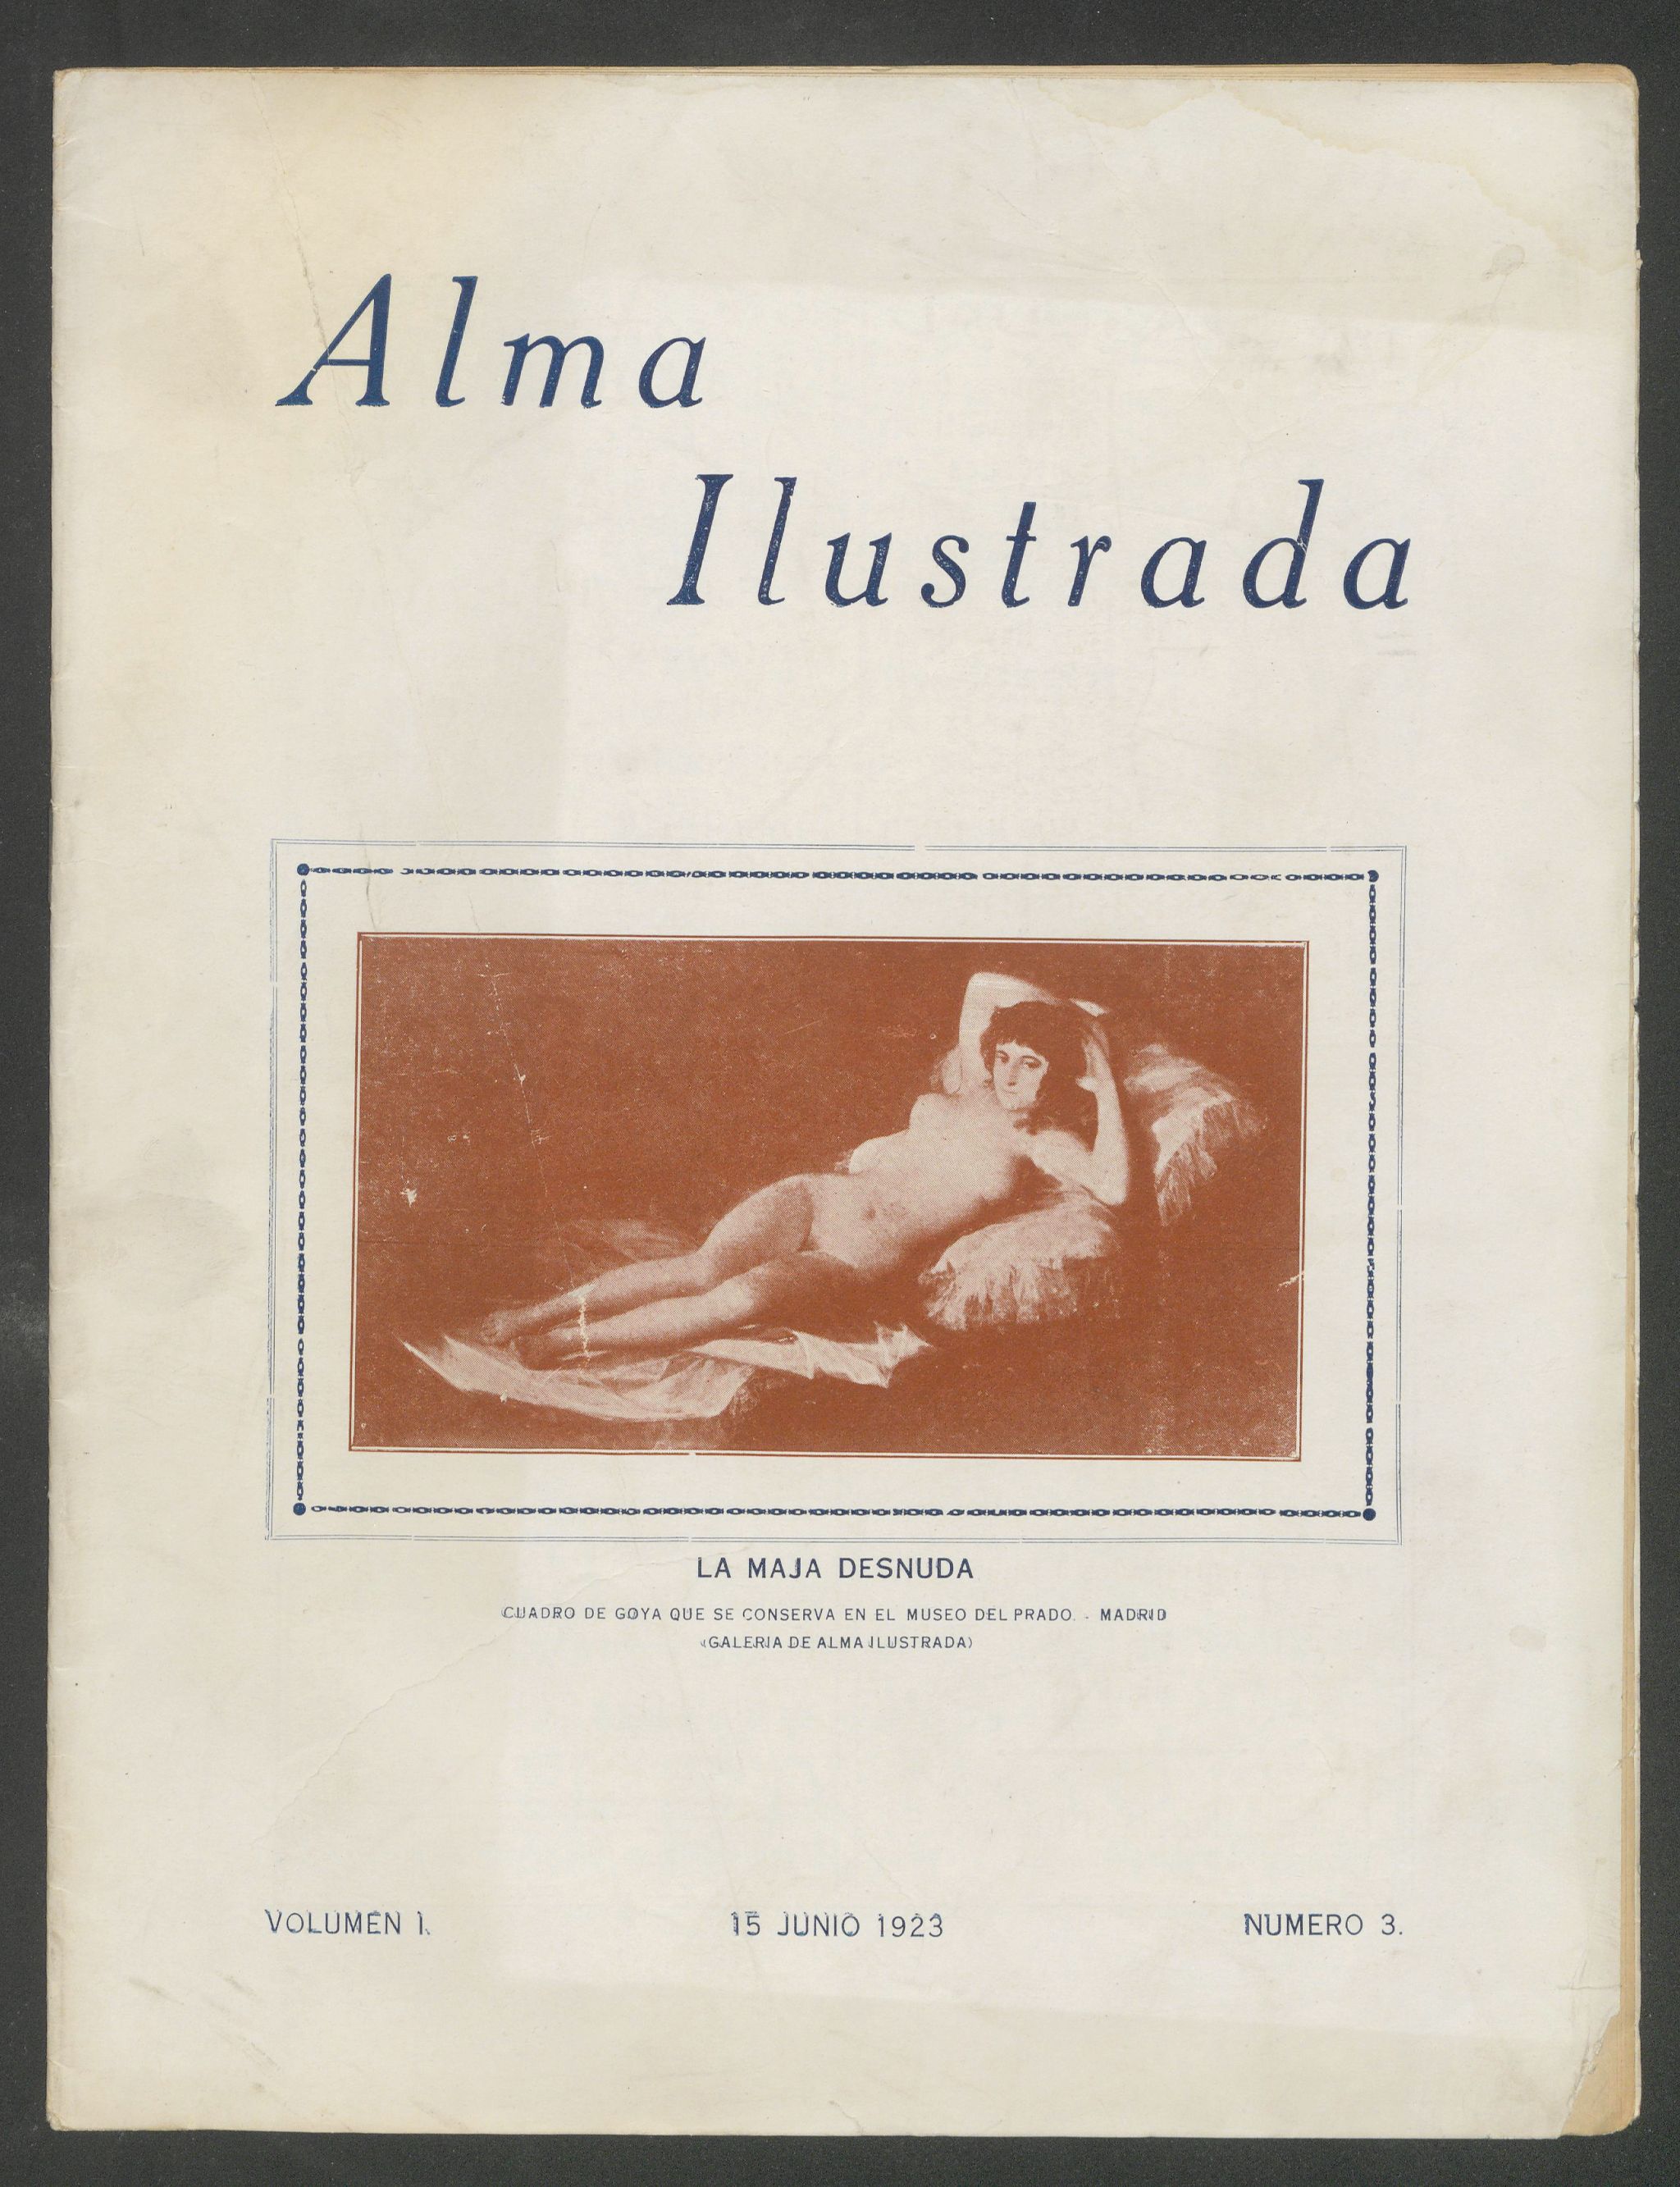 Alma
Ilustrada
LA MAJA DESNUDA
CUADRO DE GOYA QUE SE CONSERVA EN EL MUSEO DEL PRADO. - MADRID
(GALERIA DE ALMA ILUSTRADA)
VOLUMEN I.
15 JUNIO 1923
NUMERO 3.